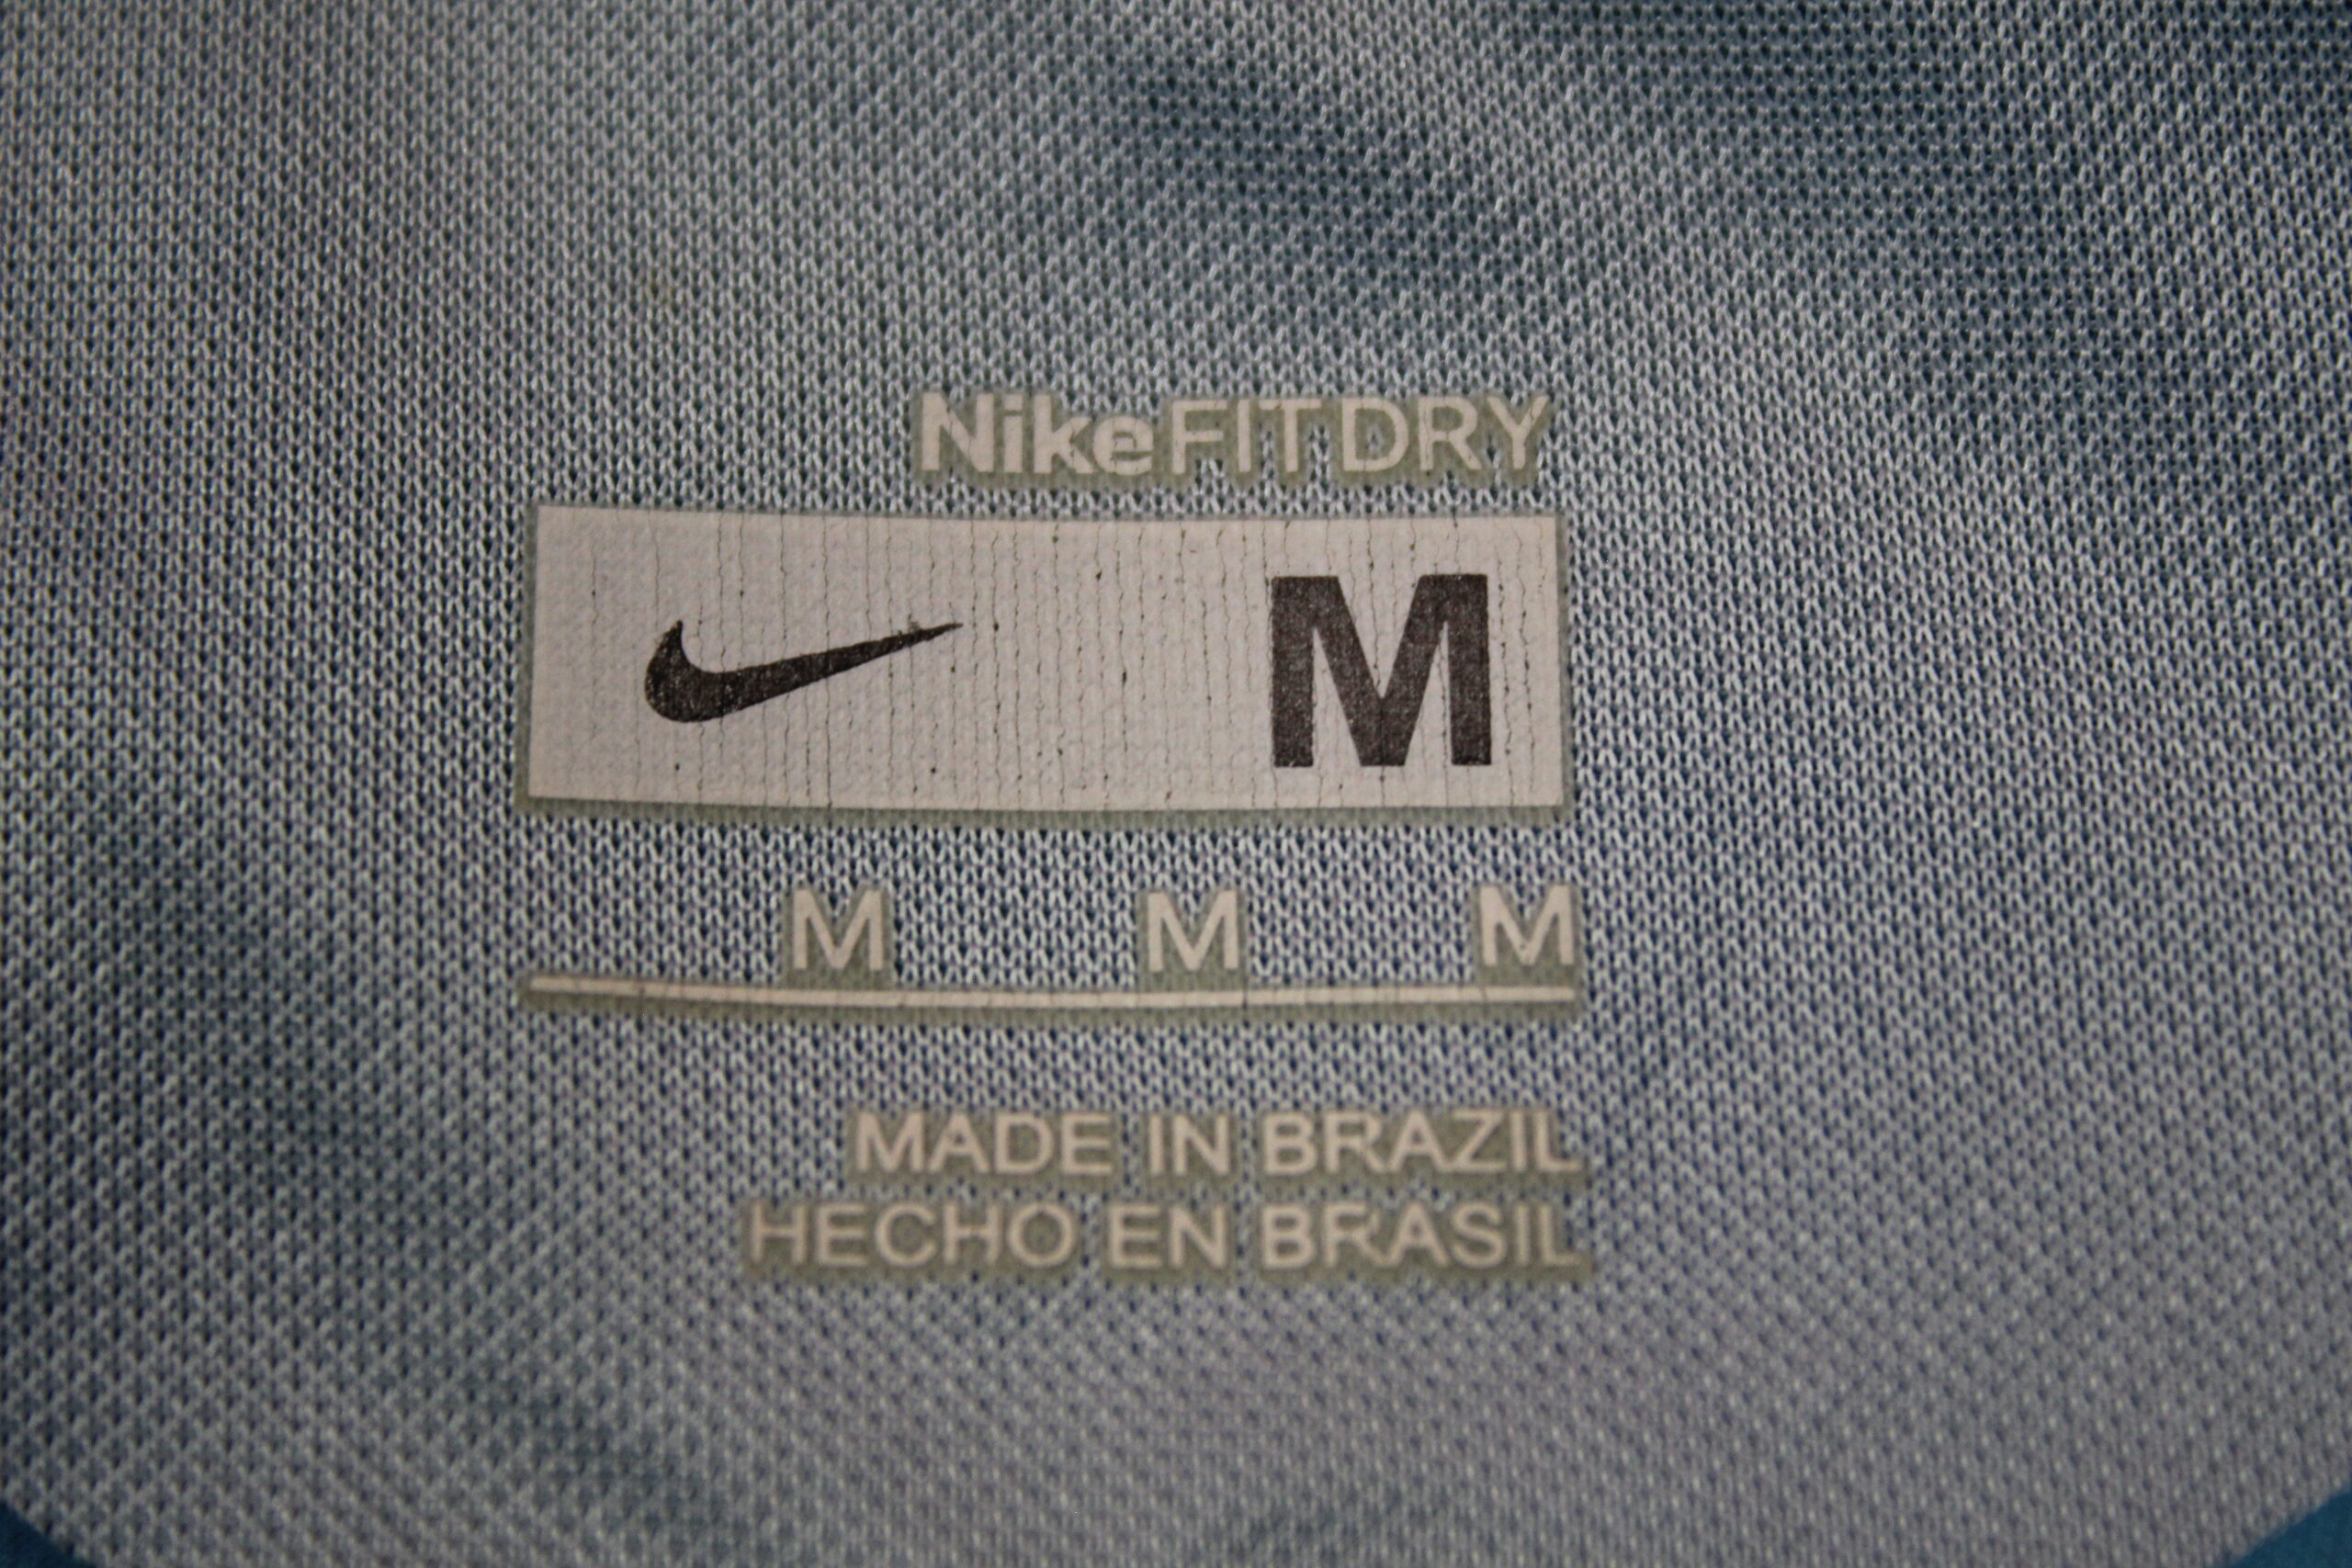 NikeFITDRY
M
M M M
MADE IN BRAZIL
HECHO EN BRASIL